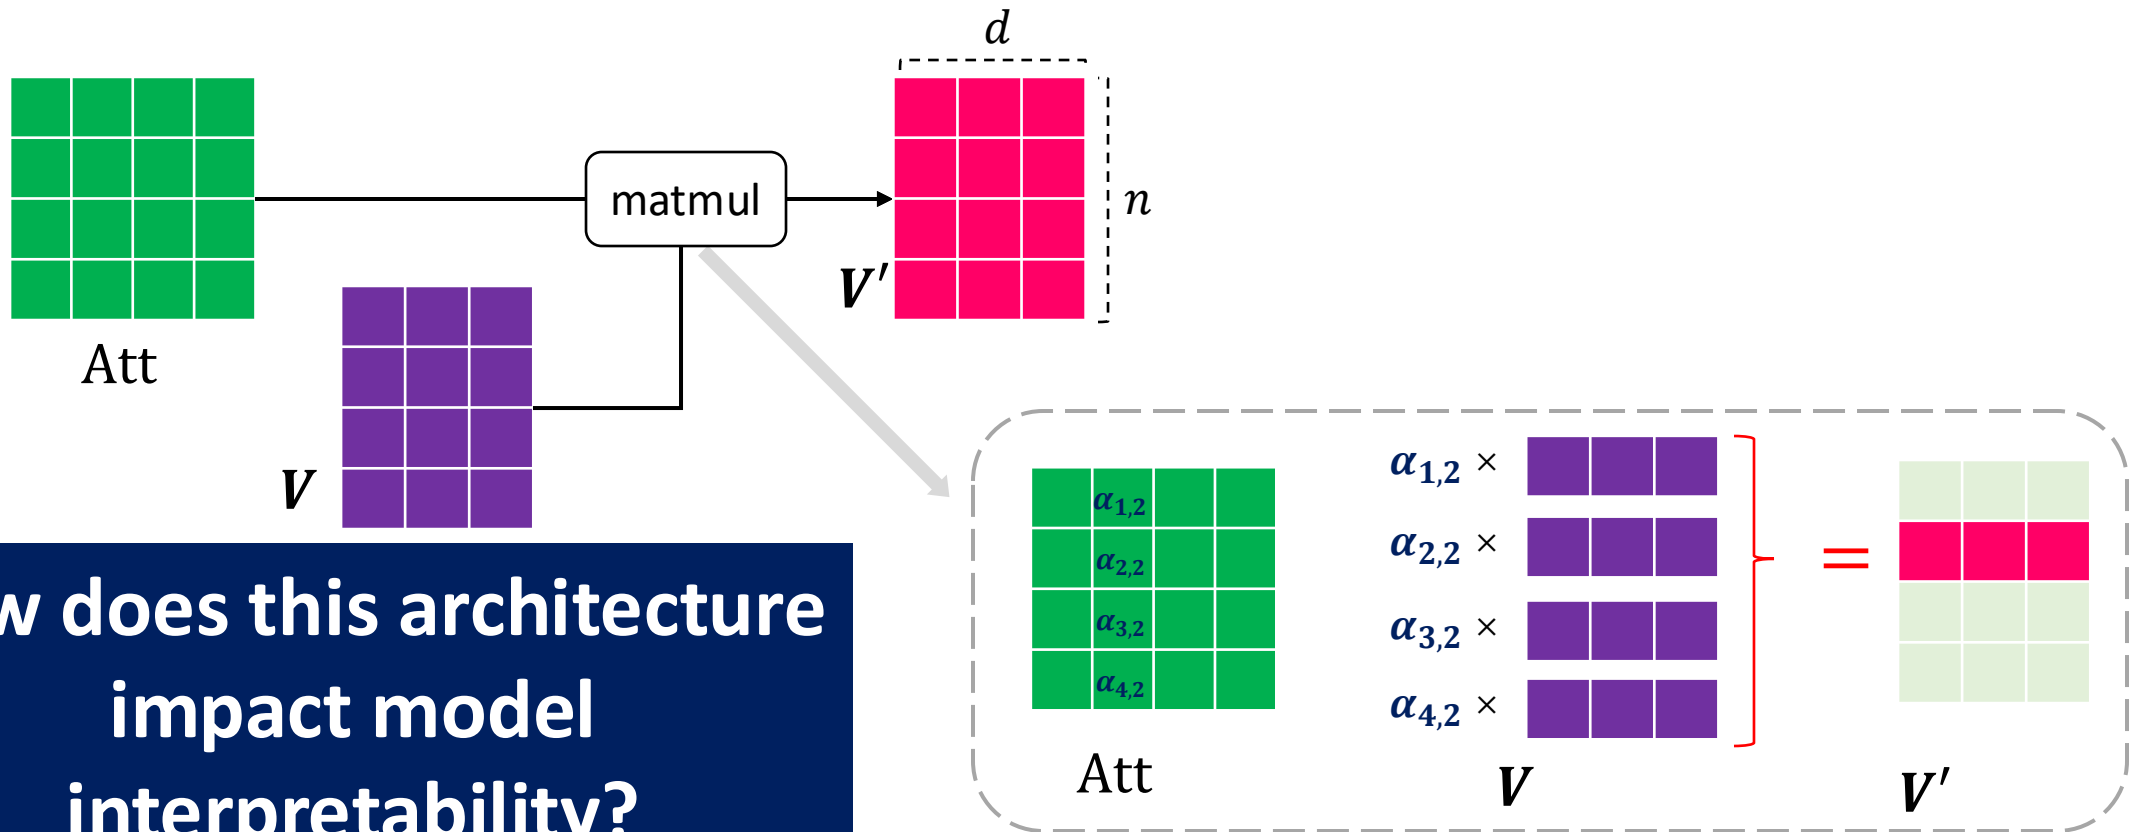 d
matmul
n
V′
Att
V
w does this architecture
impact model
interpretability?
α1,2
α2,2
α3,2
α4,2
Att
α1,2 ×
α2,2 ×
α3,2 ×
α4,2 ×
V
=
V′